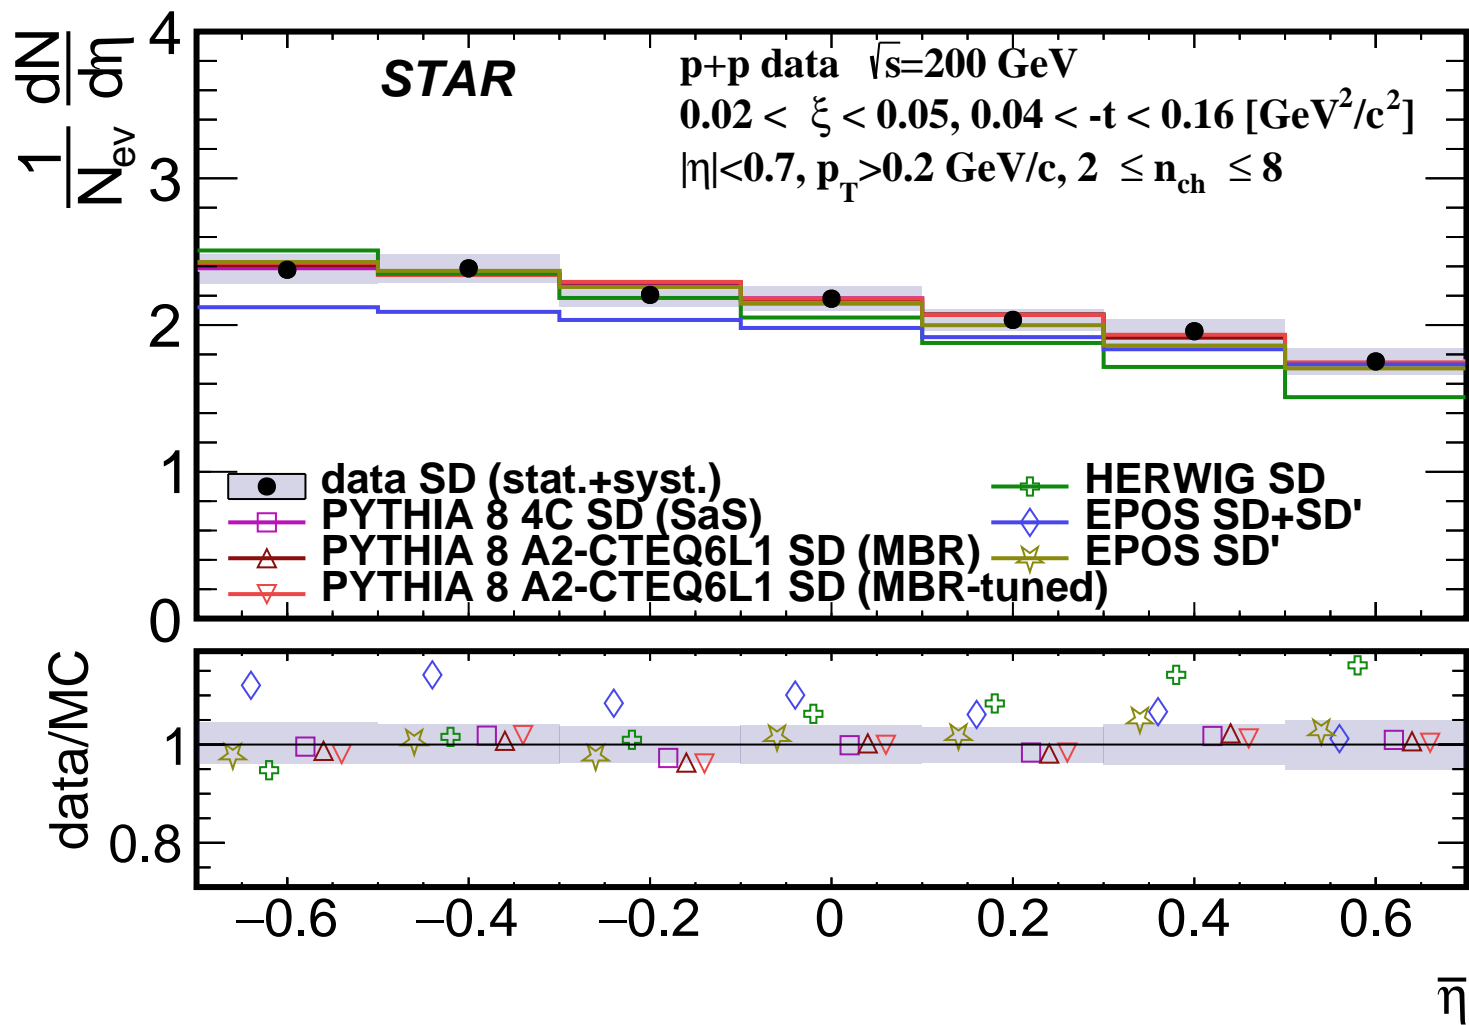 1/N_ev dN/dη
STAR
p+p data √s=200 GeV
0.02 < ξ < 0.05, 0.04 < -t < 0.16 [GeV²/c²]
|η|<0.7, p_T>0.2 GeV/c, 2 ≤ n_ch ≤ 8
4
3
2
1
0
data SD (stat.+syst.)
PYTHIA 8 4C SD (SaS)
PYTHIA 8 A2-CTEQ6L1 SD (MBR)
PYTHIA 8 A2-CTEQ6L1 SD (MBR-tuned)
HERWIG SD
EPOS SD+SD'
EPOS SD'
data/MC
1
0.8
−0.6 −0.4 −0.2 0 0.2 0.4 0.6
η̅